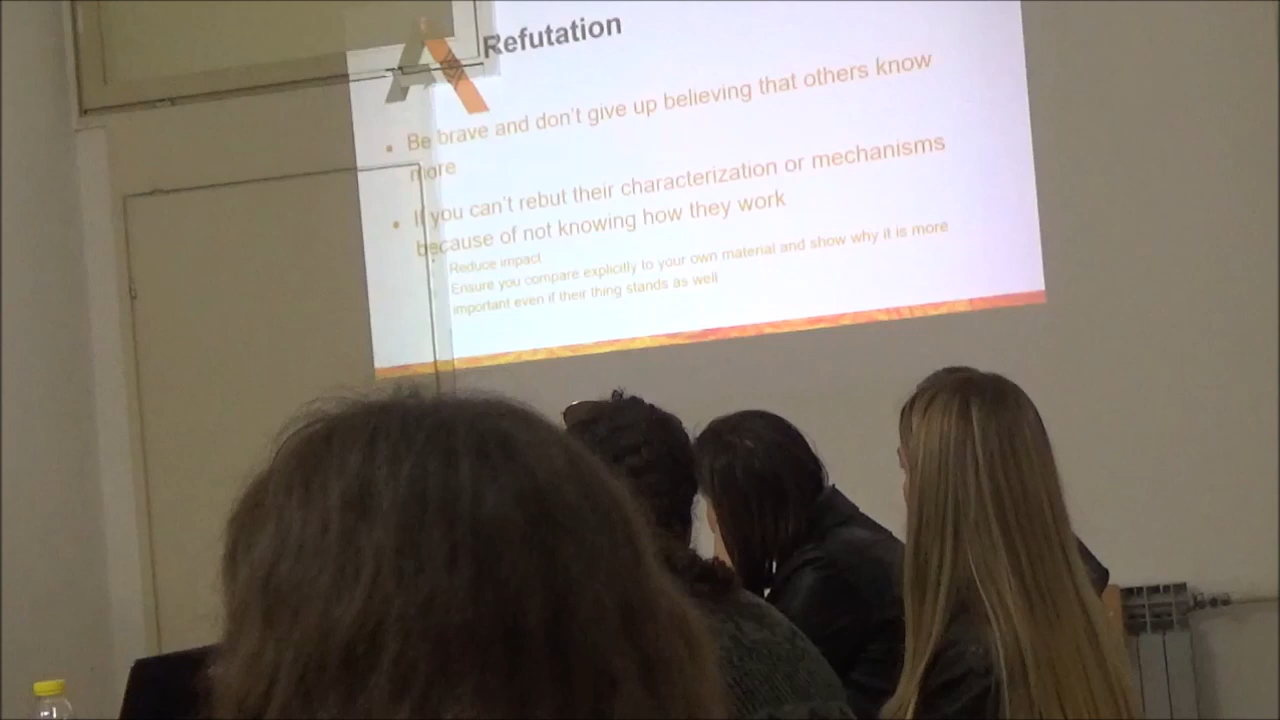 Refutation
Be brave and don't give up believing that others know
more
If you can't rebut their characterization or mechanisms
because of not knowing how they work
Reduce impact
Ensure you compare explicitly to your own material and show why it is more
important even if their thing stands as well